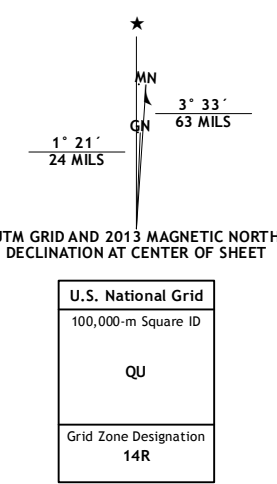 MN
3° 33´
63 MILS
GN
1° 21´
24 MILS
UTM GRID AND 2013 MAGNETIC NORTH
DECLINATION AT CENTER OF SHEET
U.S. National Grid
100,000-m Square ID
QU
Grid Zone Designation
14R